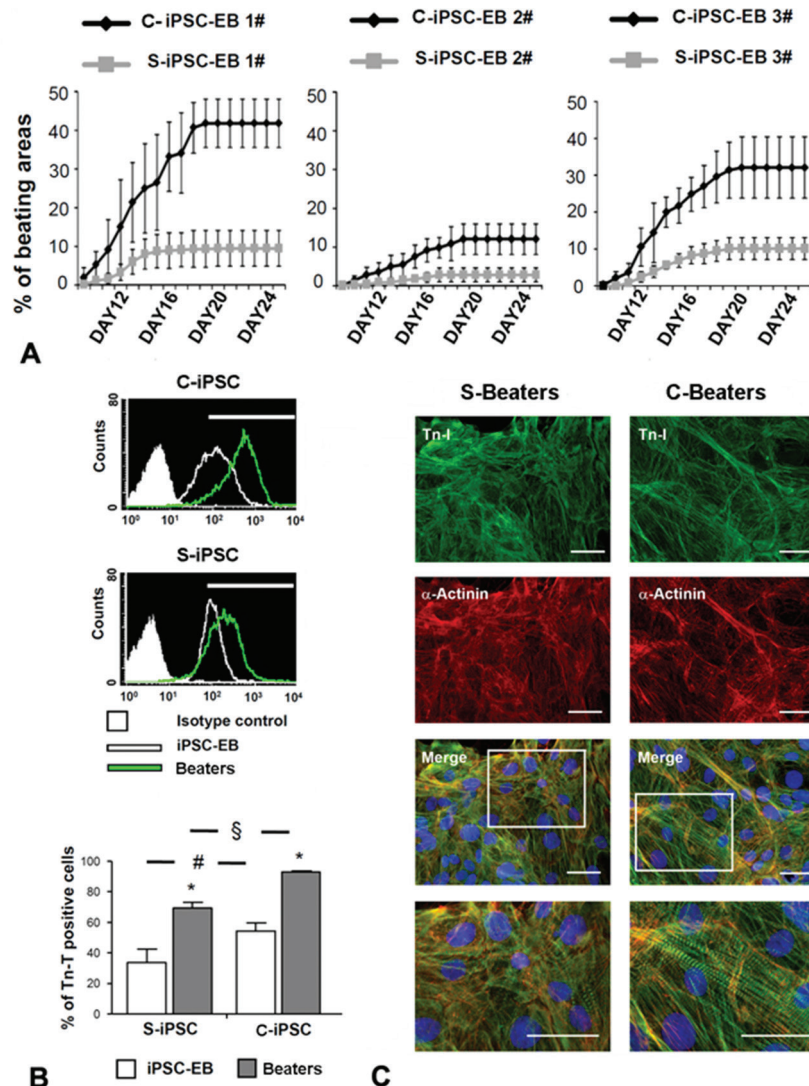 C- iPSC-EB 1#
S-iPSC-EB 1#
C-iPSC-EB 2#
S-iPSC-EB 2#
C-iPSC-EB 3#
S-iPSC-EB 3#
% of beating areas
50
40
30
20
10
0
DAY12
DAY16
DAY20
DAY24
50
40
30
20
10
0
DAY12
DAY16
DAY20
DAY24
50
40
30
20
10
0
DAY12
DAY16
DAY20
DAY24
A
C-iPSC
Counts
80
0
10⁰ 10¹ 10² 10³ 10⁴
S-iPSC
Counts
80
0
10⁰ 10¹ 10² 10³ 10⁴
Isotype control
iPSC-EB
Beaters
% of Tn-T positive cells
100
80
60
40
20
0
§
#
*
*
S-iPSC
C-iPSC
iPSC-EB
Beaters
B
S-Beaters
C-Beaters
Tn-I
Tn-I
α-Actinin
α-Actinin
Merge
Merge
C